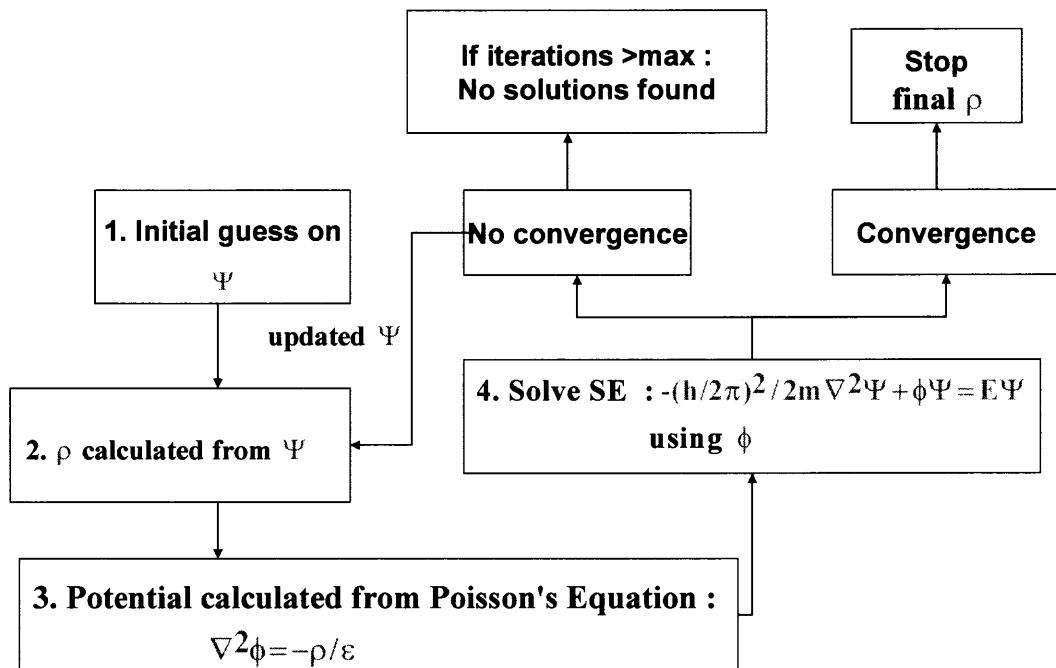 If iterations >max :
No solutions found
Stop
final ρ
1. Initial guess on
Ψ
No convergence
Convergence
updated Ψ
2. ρ calculated from Ψ
4. Solve SE : -(h/2π)²/2m ∇²Ψ + ϕΨ = EΨ
using ϕ
3. Potential calculated from Poisson's Equation :
∇²ϕ = −ρ/ε